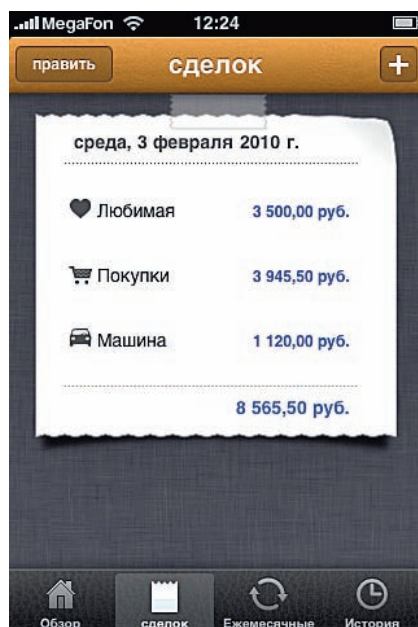 MegaFon 12:24
править сделок +
среда, 3 февраля 2010 г.
Любимая 3 500,00 руб.
Покупки 3 945,50 руб.
Машина 1 120,00 руб.
8 565,50 руб.
Обзор сделок Ежемесячные История